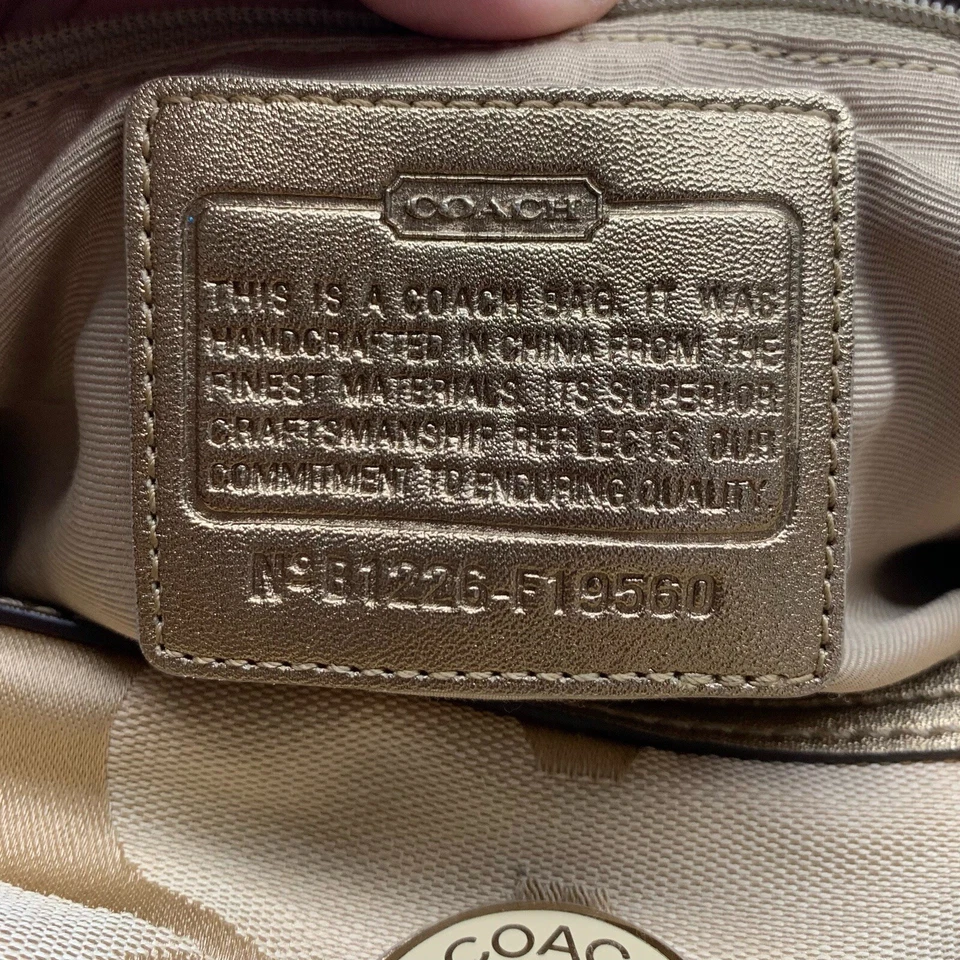 COACH
THIS IS A COACH BAG. IT WAS
HANDCRAFTED IN CHINA FROM THE
FINEST MATERIALS. ITS SUPERIOR
CRAFTSMANSHIP REFLECTS OUR
COMMITMENT TO ENDURING QUALITY.
Nº B1226-F19560
COAC